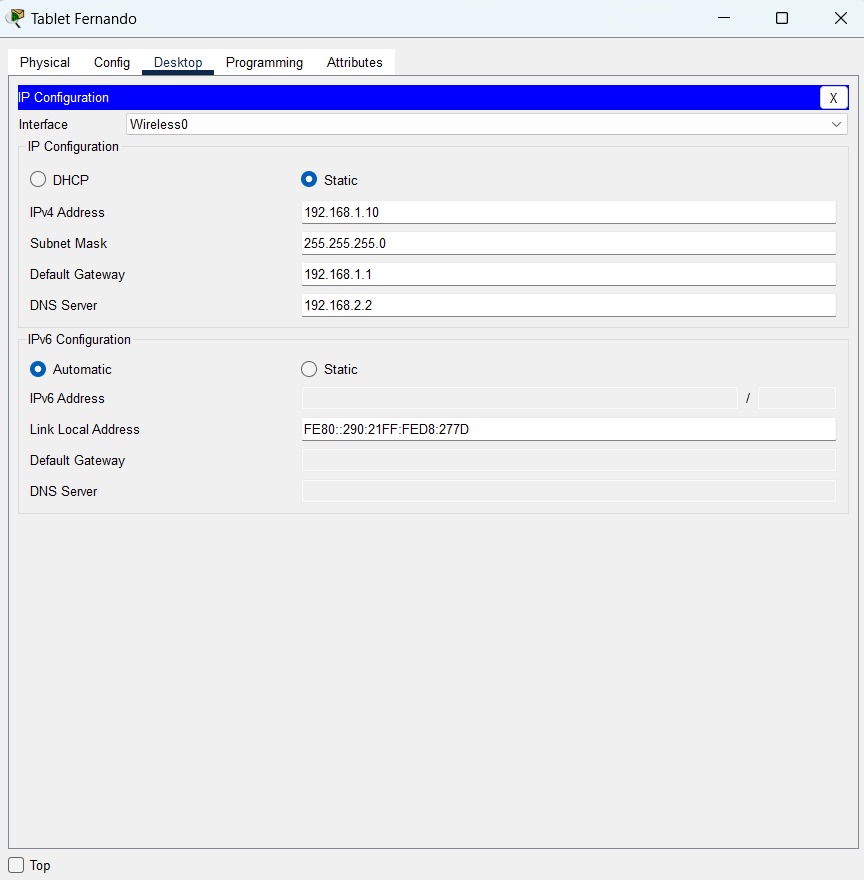 Tablet Fernando
Physical Config Desktop Programming Attributes
IP Configuration X
Interface Wireless0
IP Configuration
DHCP Static
IPv4 Address 192.168.1.10
Subnet Mask 255.255.255.0
Default Gateway 192.168.1.1
DNS Server 192.168.2.2
IPv6 Configuration
Automatic Static
IPv6 Address /
Link Local Address FE80::290:21FF:FED8:277D
Default Gateway
DNS Server
Top